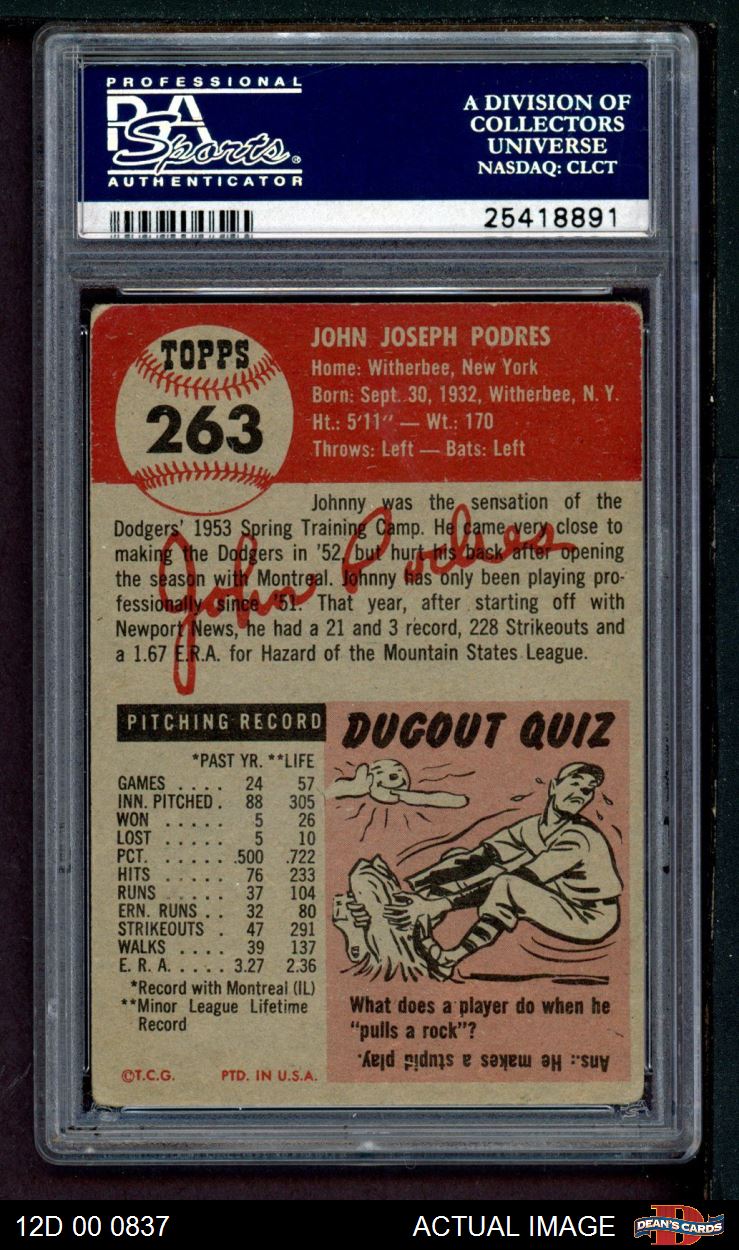 PROFESSIONAL
PSA
Sports®
AUTHENTICATOR
A DIVISION OF
COLLECTORS
UNIVERSE
NASDAQ: CLCT
25418891
TOPPS
263
JOHN JOSEPH PODRES
Home: Witherbee, New York
Born: Sept. 30, 1932, Witherbee, N. Y.
Ht.: 5'11" — Wt.: 170
Throws: Left — Bats: Left
Johnny was the sensation of the
Dodgers' 1953 Spring Training Camp. He came very close to
making the Dodgers in '52, but hurt his back after opening
the season with Montreal. Johnny has only been playing pro-
fessionally since '51. That year, after starting off with
Newport News, he had a 21 and 3 record, 228 Strikeouts and
a 1.67 E.R.A. for Hazard of the Mountain States League.
John Podres
PITCHING RECORD
*PAST YR. **LIFE
GAMES . . . . 24 57
INN. PITCHED . 88 305
WON . . . . . 5 26
LOST . . . . . 5 10
PCT. . . . . . .500 .722
HITS . . . . . 76 233
RUNS . . . . . 37 104
ERN. RUNS . . 32 80
STRIKEOUTS . 47 291
WALKS . . . . 39 137
E. R. A. . . . . 3.27 2.36
*Record with Montreal (IL)
**Minor League Lifetime
Record
DUGOUT QUIZ
What does a player do when he
"pulls a rock"?
Ans.: He makes a stupid play.
©T.C.G. PTD. IN U.S.A.
12D 00 0837
ACTUAL IMAGE
D
DEAN'S CARDS